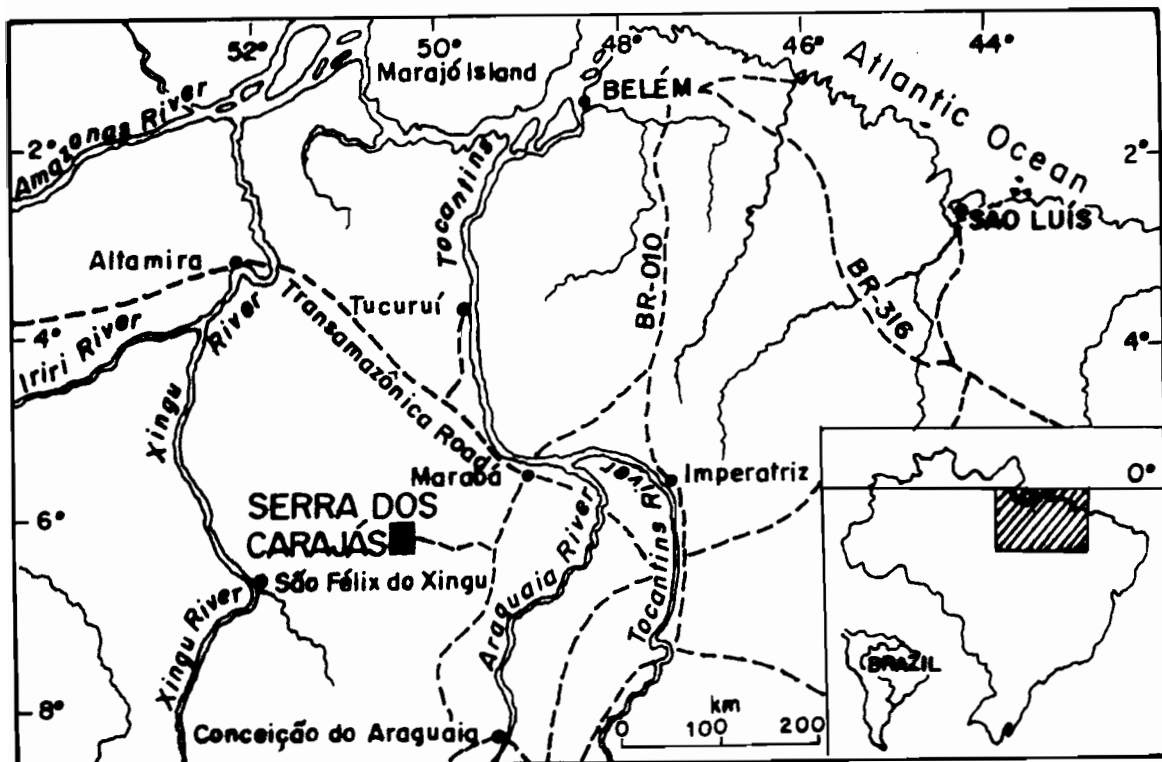 52°
50°
48°
46°
44°
Marajó Island
BELÉM
Atlantic Ocean
Amazonas River
2°
2°
Tocantins
SÃO LUÍS
Altamira
BR-010
BR-316
Tucuruí
Transamazônica Road
4°
4°
Iriri River
River
Xingu
Marabá
River
Imperatriz
0°
SERRA DOS
CARAJÁS
6°
São Félix do Xingu
Araguaia River
Tocantins R.
Xingu River
BRAZIL
8°
Conceição do Araguaia
km
0 100 200